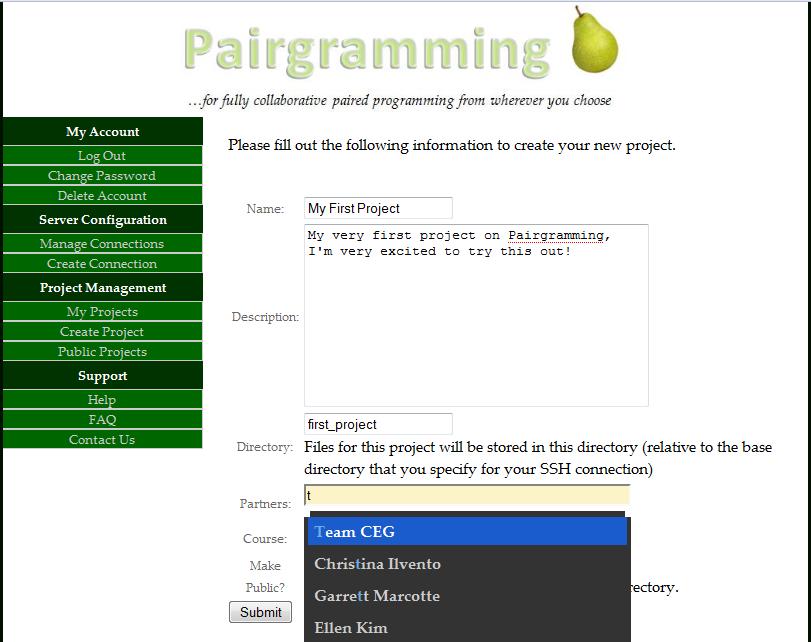 Pairgramming
...for fully collaborative paired programming from wherever you choose
My Account
Log Out
Change Password
Delete Account
Server Configuration
Manage Connections
Create Connection
Project Management
My Projects
Create Project
Public Projects
Support
Help
FAQ
Contact Us
Please fill out the following information to create your new project.
Name: My First Project
Description:
My very first project on Pairgramming,
I'm very excited to try this out!
first_project
Directory: Files for this project will be stored in this directory (relative to the base
directory that you specify for your SSH connection)
Partners: t
Team CEG
Course:
Christina Ilvento
Make
Public?
Garrett Marcotte
rectory.
Submit
Ellen Kim